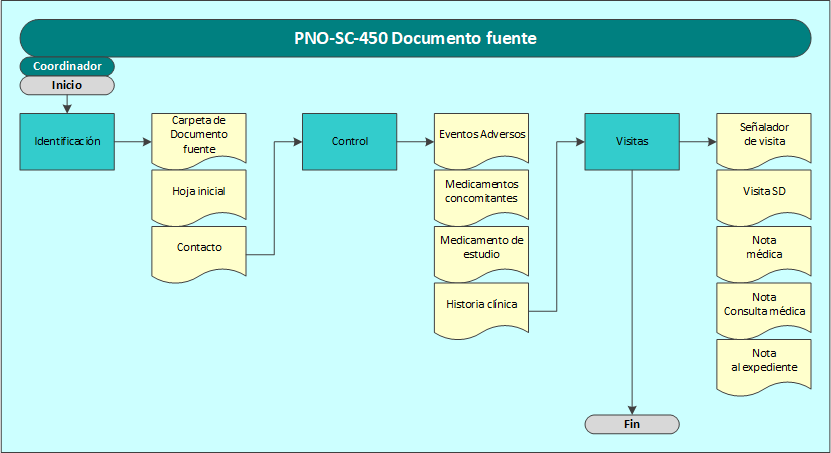 PNO-SC-450 Documento fuente
Coordinador
Inicio
Identificación
Carpeta de
Documento
fuente
Hoja inicial
Contacto
Control
Eventos Adversos
Medicamentos
concomitantes
Medicamento de
estudio
Historia clínica
Visitas
Señalador
de visita
Visita SD
Nota
médica
Nota
Consulta médica
Nota
al expediente
Fin